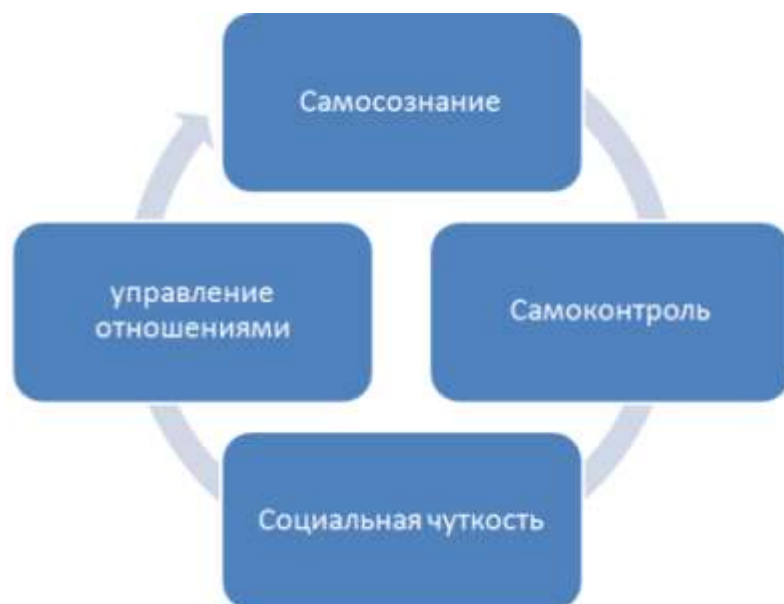 Самосознание
Самоконтроль
Социальная чуткость
управление
отношениями